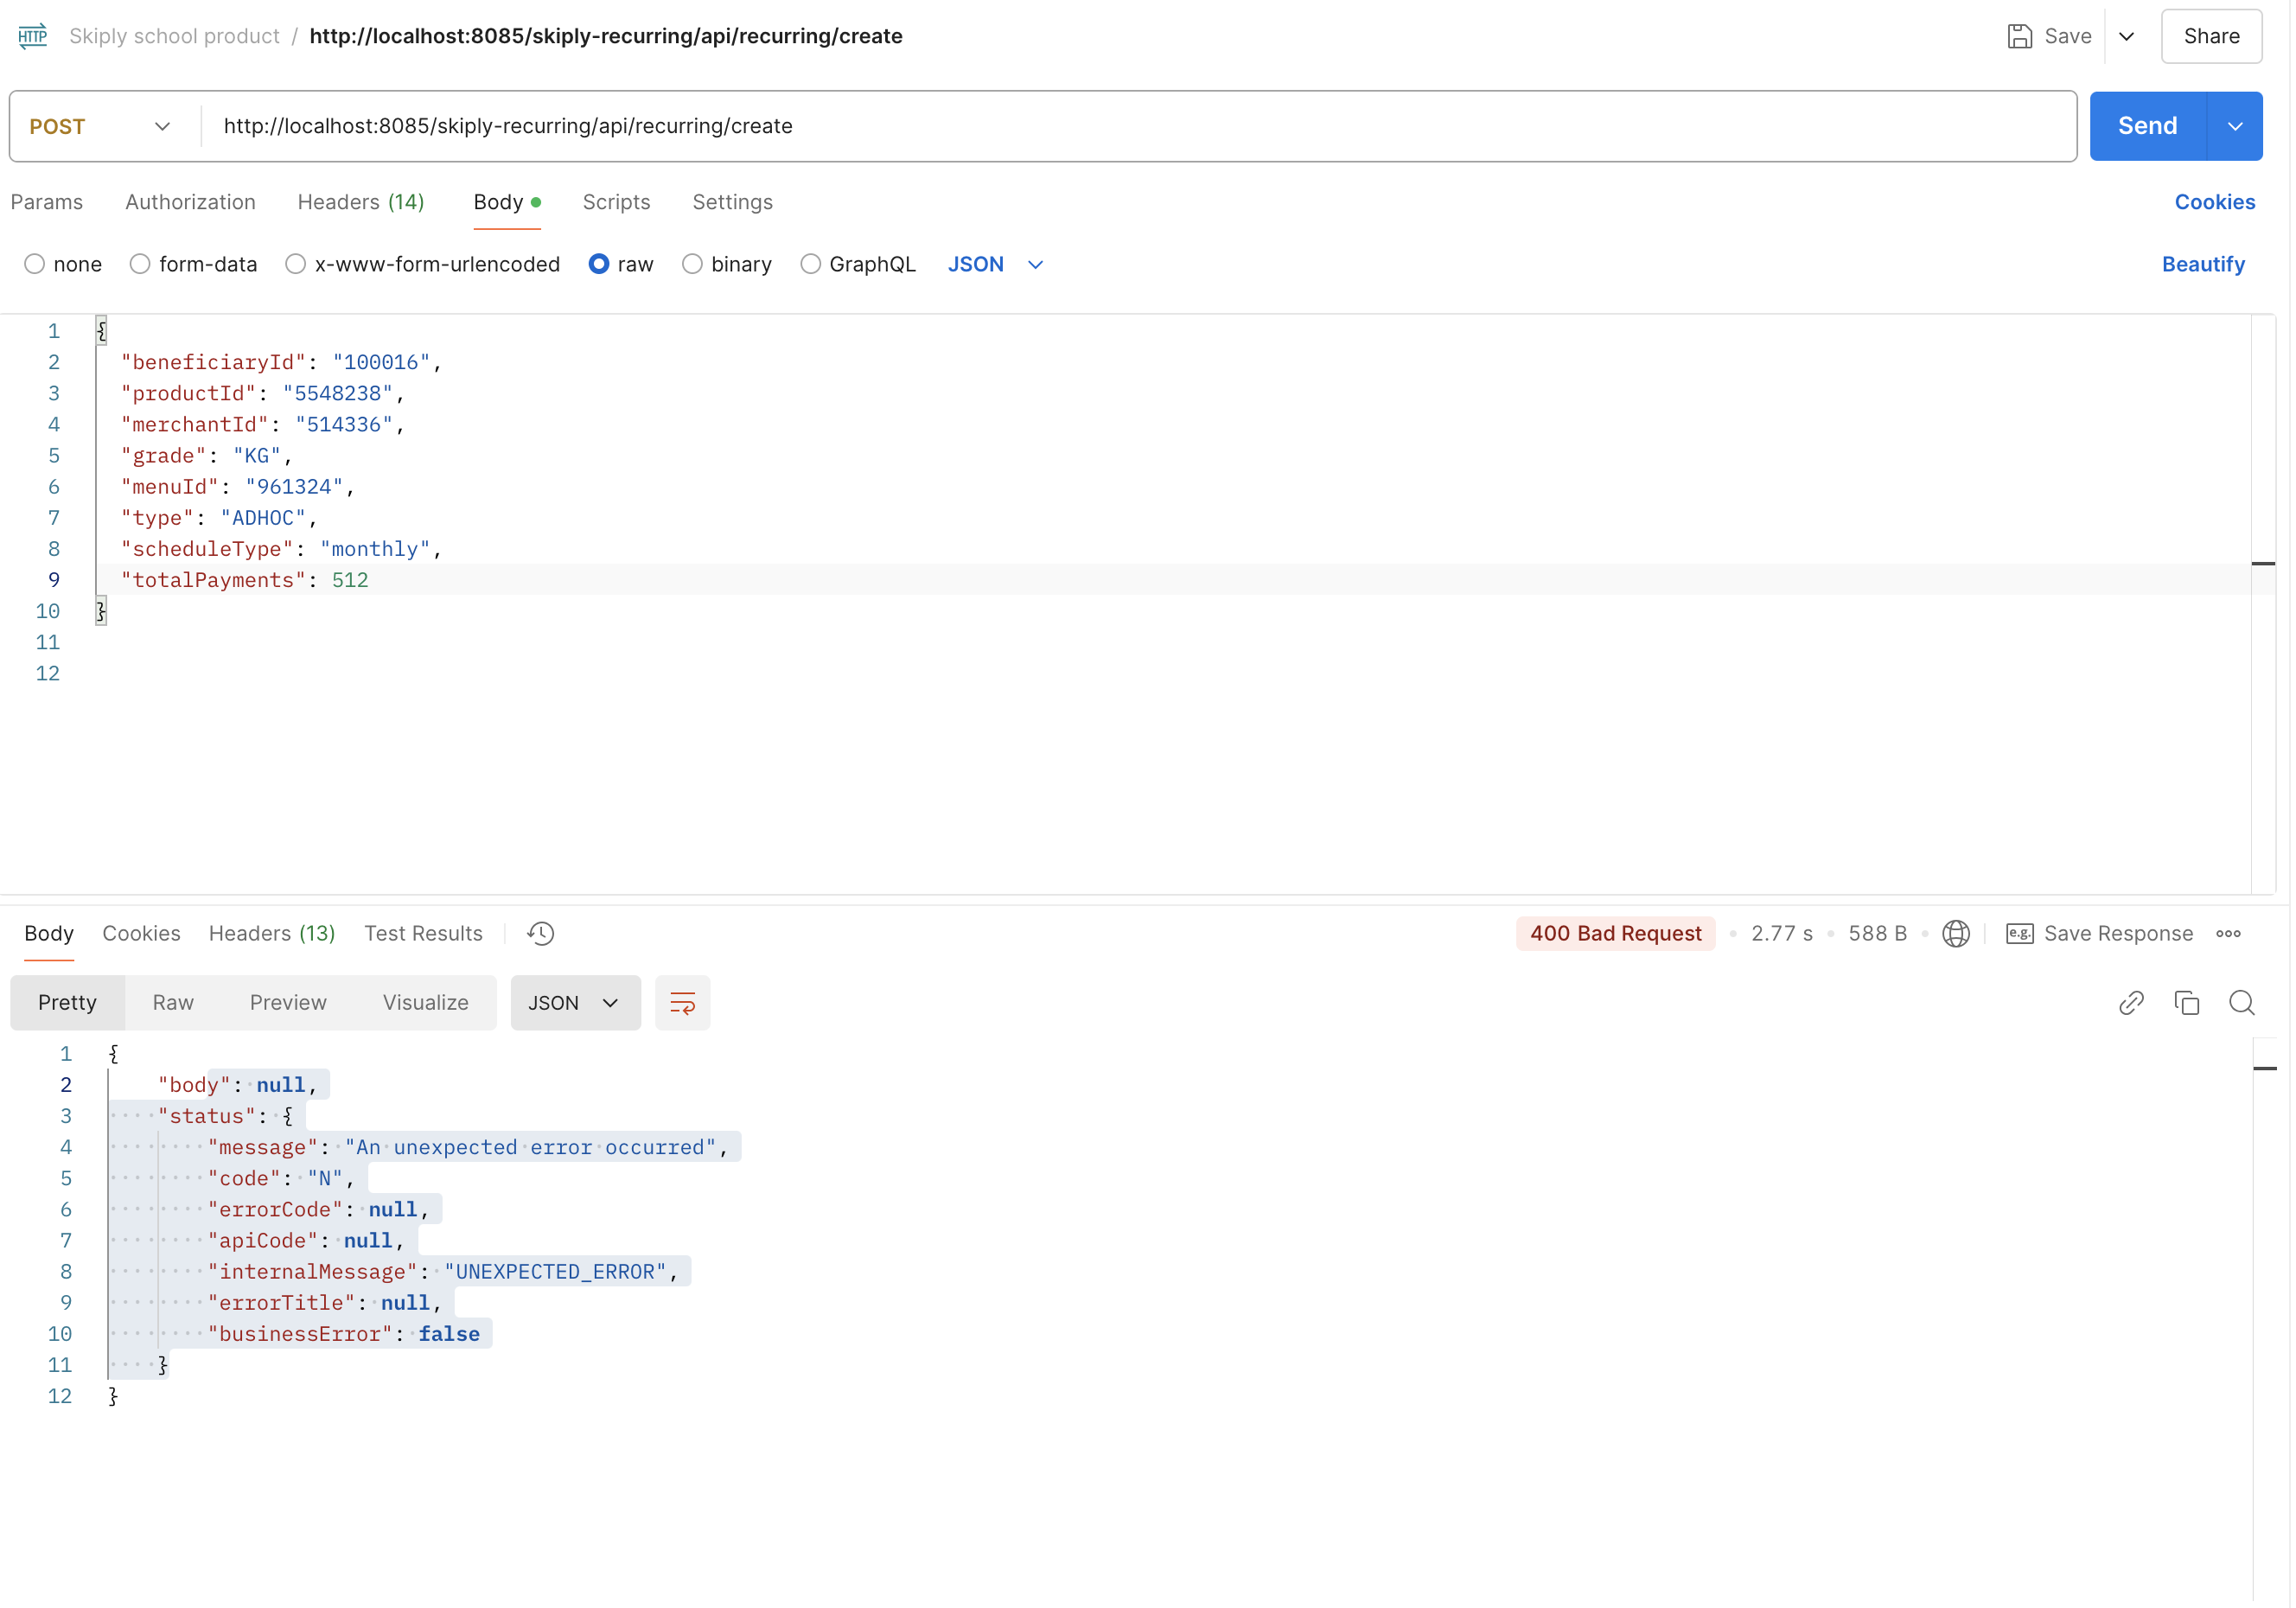 HTTP Skiply school product / http://localhost:8085/skiply-recurring/api/recurring/create Save Share
POST http://localhost:8085/skiply-recurring/api/recurring/create Send
Params Authorization Headers (14) Body Scripts Settings Cookies
none form-data x-www-form-urlencoded raw binary GraphQL JSON Beautify
1 {
2 "beneficiaryId": "100016",
3 "productId": "5548238",
4 "merchantId": "514336",
5 "grade": "KG",
6 "menuId": "961324",
7 "type": "ADHOC",
8 "scheduleType": "monthly",
9 "totalPayments": 512
10 }
11
12
Body Cookies Headers (13) Test Results 400 Bad Request • 2.77 s • 588 B • e.g. Save Response
Pretty Raw Preview Visualize JSON
1 {
2 "body": null,
3 "status": {
4 "message": "An unexpected error occurred",
5 "code": "N",
6 "errorCode": null,
7 "apiCode": null,
8 "internalMessage": "UNEXPECTED_ERROR",
9 "errorTitle": null,
10 "businessError": false
11 }
12 }